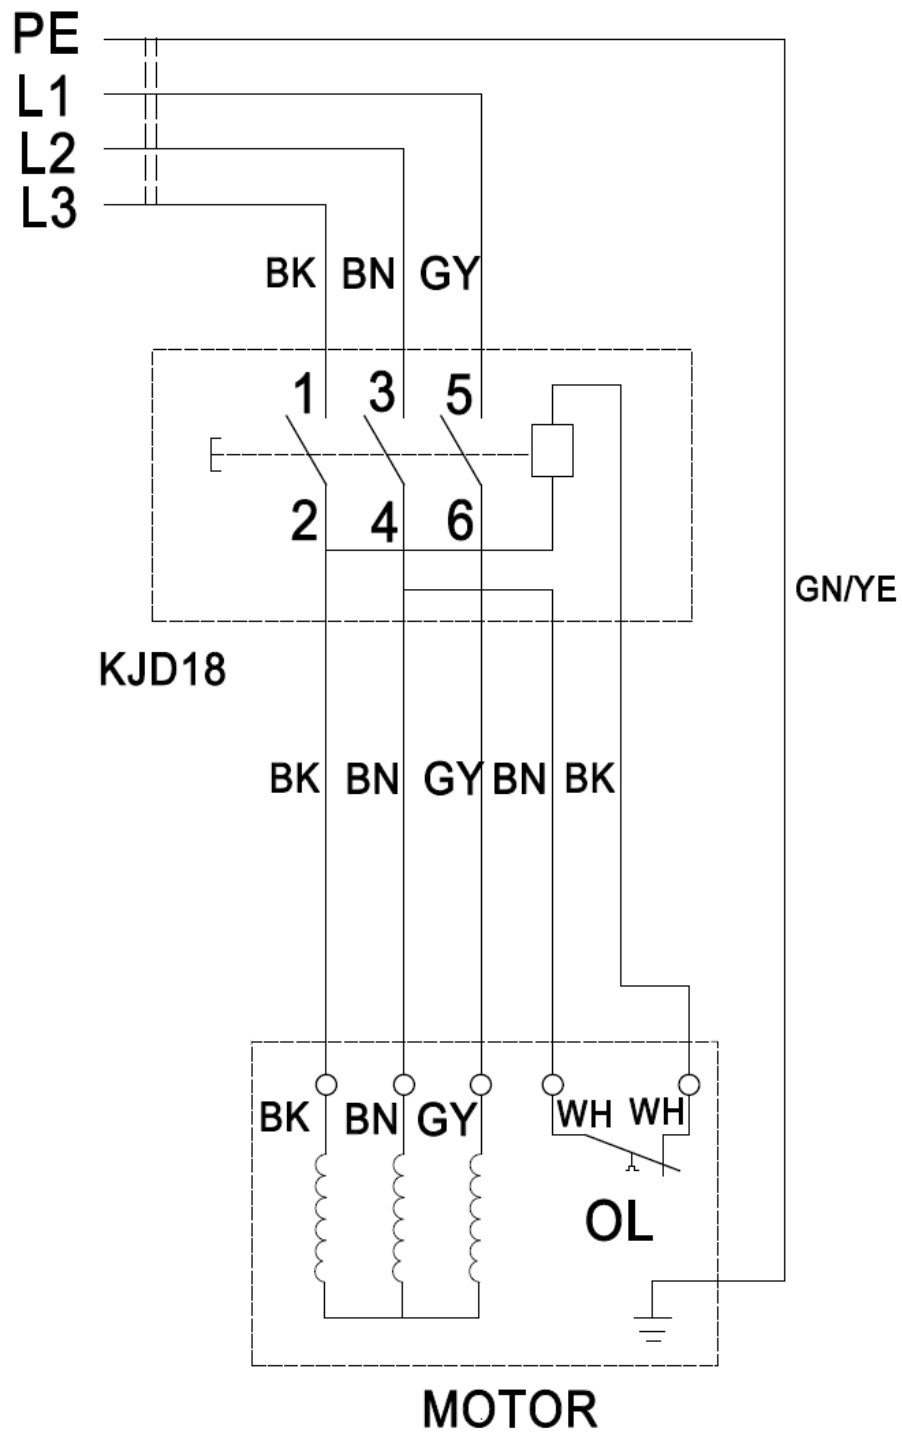 PE
L1
L2
L3
BK BN GY
1 3 5
2 4 6
GN/YE
KJD18
BK BN GY BN BK
BK BN GY WH WH
OL
MOTOR